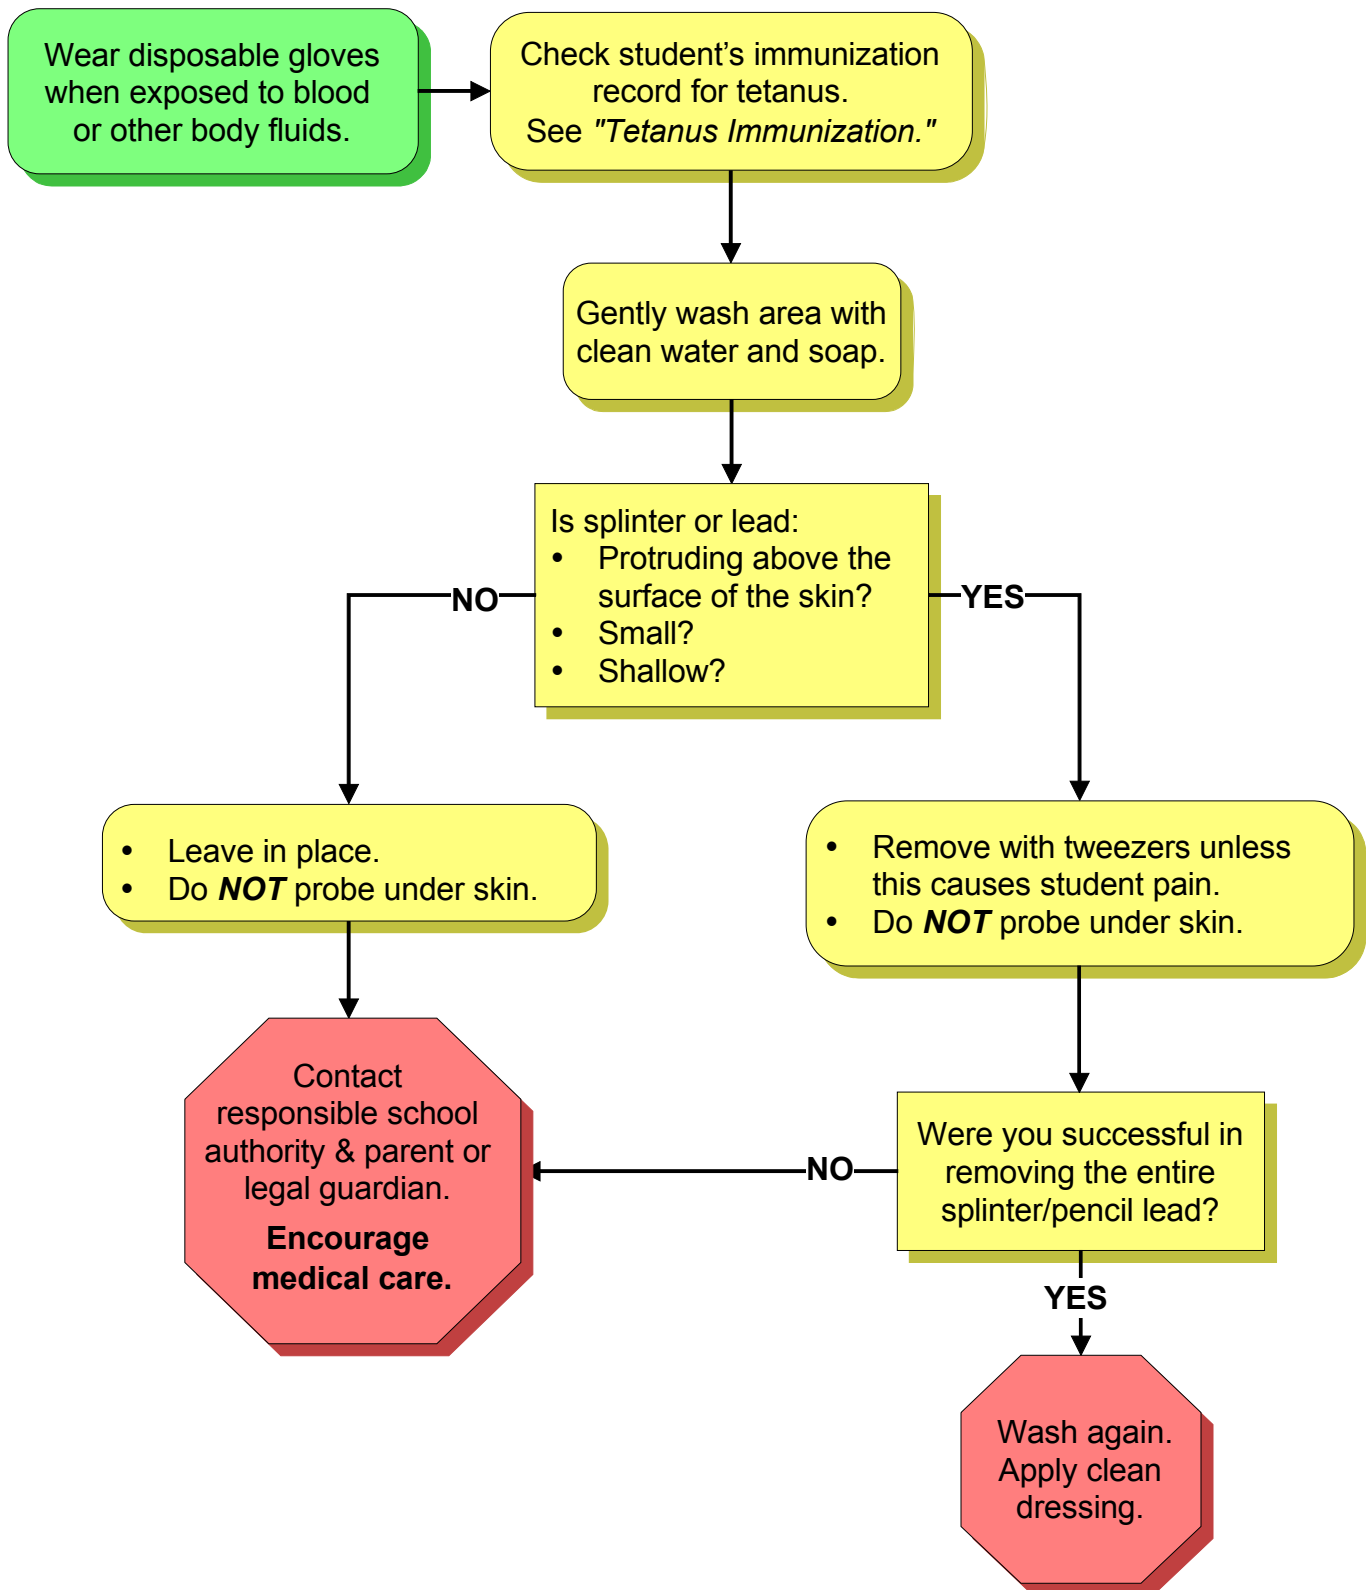 Wear disposable gloves
when exposed to blood
or other body fluids.
Check student’s immunization
record for tetanus.
See "Tetanus Immunization."
Gently wash area with
clean water and soap.
Is splinter or lead:
• Protruding above the
surface of the skin?
• Small?
• Shallow?
NO
YES
• Leave in place.
• Do NOT probe under skin.
• Remove with tweezers unless
this causes student pain.
• Do NOT probe under skin.
Contact
responsible school
authority & parent or
legal guardian.
Encourage
medical care.
NO
Were you successful in
removing the entire
splinter/pencil lead?
YES
Wash again.
Apply clean
dressing.